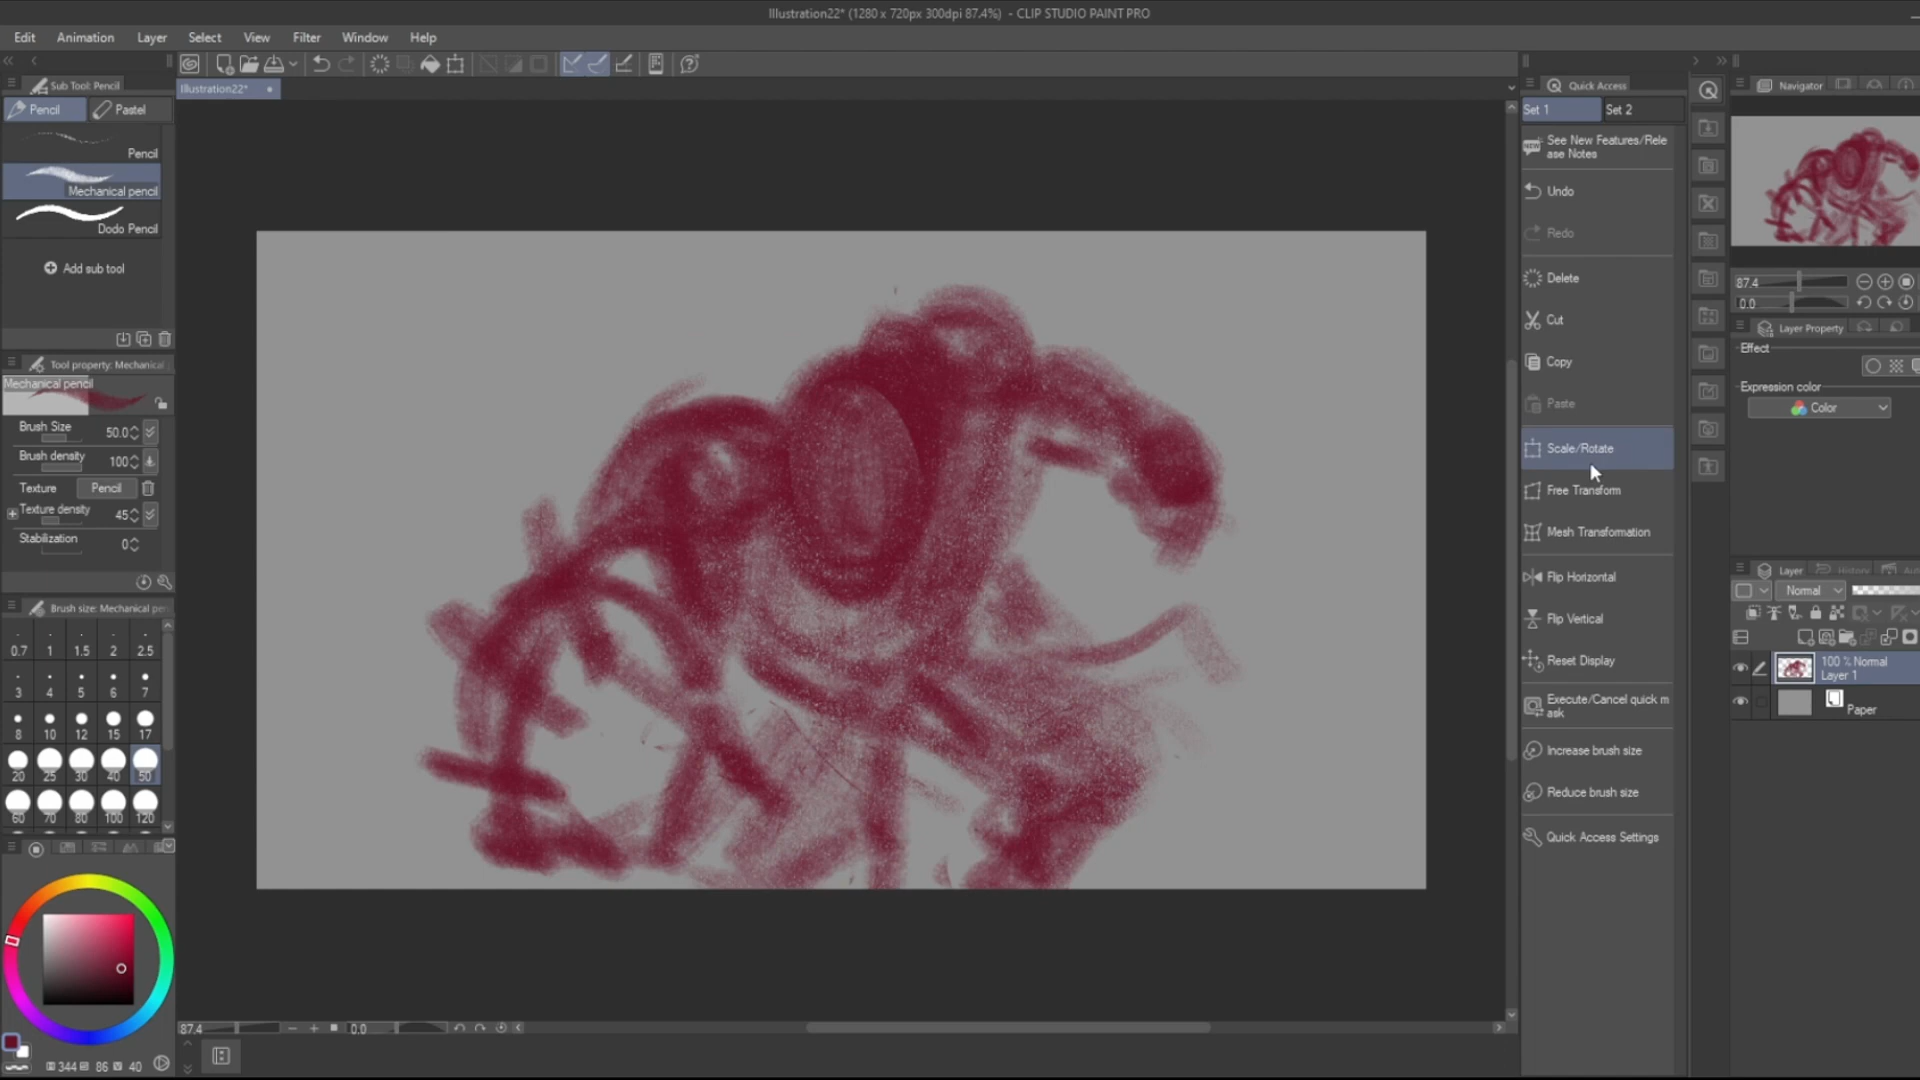 Illustration22* (1280 x 720px 300dpi 87.4%) - CLIP STUDIO PAINT PRO
Edit Animation Layer Select View Filter Window Help
Sub Tool: Pencil
Illustration22*
Pencil Pastel
Pencil
Mechanical pencil
Dodo Pencil
Add sub tool
Tool property: Mechanical
Mechanical pencil
Brush Size 50.0
Brush density 100
Texture Pencil
Texture density 45
Stabilization 0
Brush size: Mechanical pen
0.7 1 1.5 2 2.5
3 4 5 6 7
8 10 12 15 17
20 25 30 40 50
60 70 80 100 120
344 86 V 40
87.4 0.0
Quick Access
Set 1 Set 2
See New Features/Rele
ase Notes
NEW
Undo
Redo
Delete
Cut
Copy
Paste
Scale/Rotate
Free Transform
Mesh Transformation
Flip Horizontal
Flip Vertical
Reset Display
Execute/Cancel quick m
ask
Increase brush size
Reduce brush size
Quick Access Settings
Navigator
87.4
0.0
Layer Property
Effect
Expression color
Color
Layer History Au
Normal
100 % Normal
Layer 1
Paper